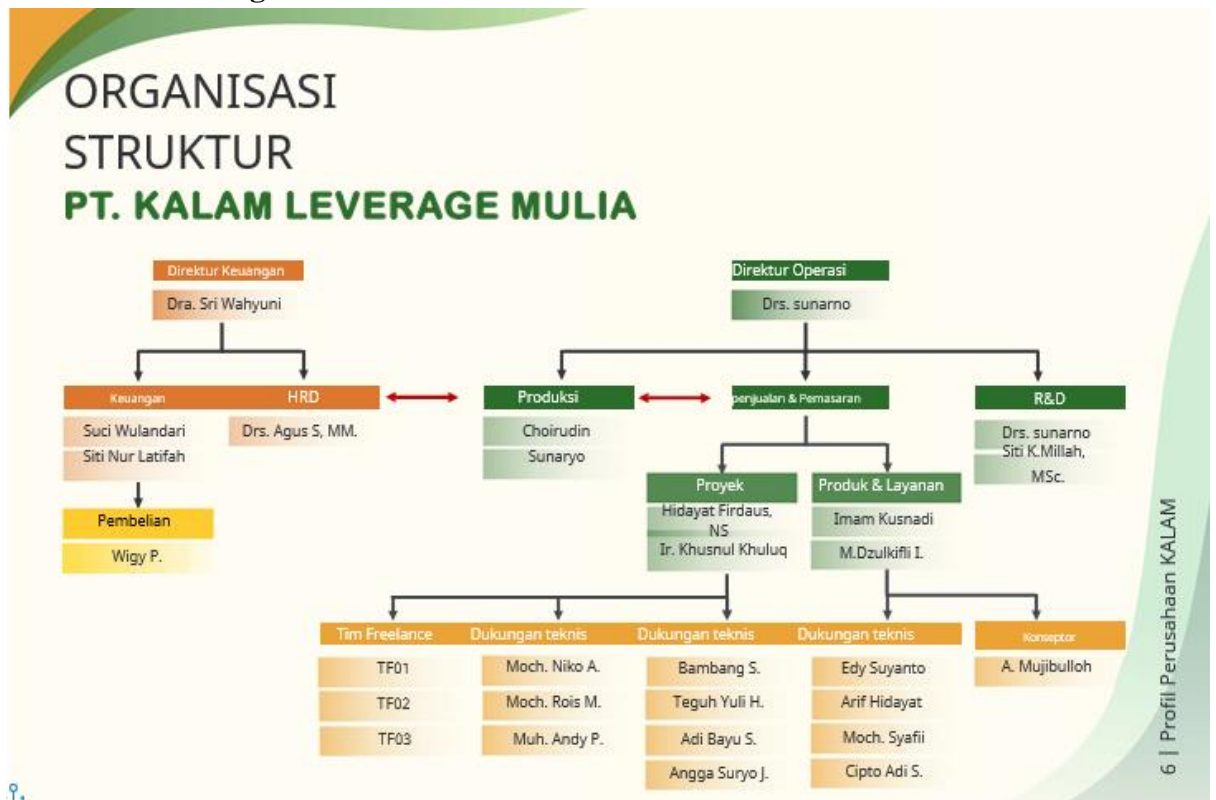 ORGANISASI
STRUKTUR
PT. KALAM LEVERAGE MULIA
Direktur Keuangan
Dra. Sri Wahyuni
Direktur Operasi
Drs. sunarno
Keuangan
Suci Wulandari
Siti Nur Latifah
HRD
Drs. Agus S, MM.
Pembelian
Wigy P.
Produksi
Choirudin
Sunaryo
penjualan & Pemasaran
R&D
Drs. sunarno
Siti K.Millah,
MSc.
Proyek
Hidayat Firdaus,
NS
Ir. Khusnul Khuluq
Produk & Layanan
Imam Kusnadi
M.Dzulkifli I.
Tim Freelance
TF01
TF02
TF03
Dukungan teknis
Moch. Niko A.
Moch. Rois M.
Muh. Andy P.
Dukungan teknis
Bambang S.
Teguh Yuli H.
Adi Bayu S.
Angga Suryo J.
Dukungan teknis
Edy Suyanto
Arif Hidayat
Moch. Syafii
Cipto Adi S.
Konseptor
A. Mujibulloh
6 | Profil Perusahaan KALAM